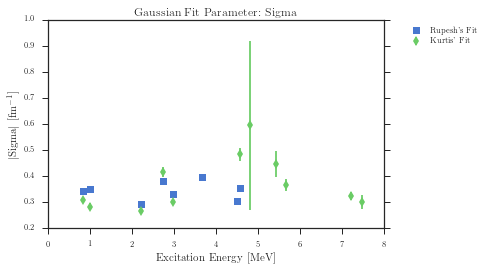 Gaussian Fit Parameter: Sigma
Rupesh's Fit
Kurtis' Fit
|Sigma| [fm⁻¹]
1.0
0.9
0.8
0.7
0.6
0.5
0.4
0.3
0.2
0 1 2 3 4 5 6 7 8
Excitation Energy [MeV]